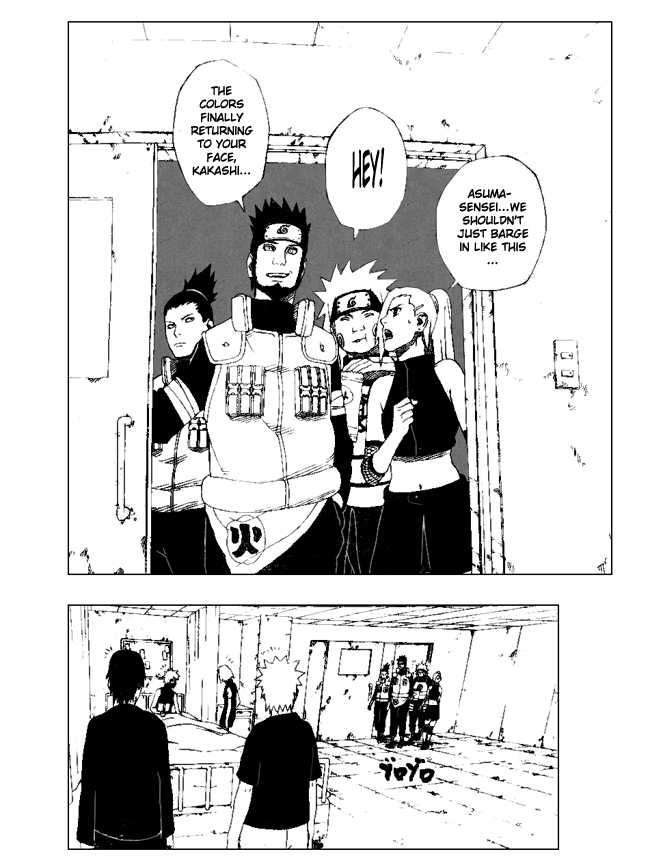 THE
COLORS
FINALLY
RETURNING
TO YOUR
FACE,
KAKASHI...
HEY!
ASUMA-
SENSEI...WE
SHOULDN'T
JUST BARGE
IN LIKE THIS
...
火
YOYO